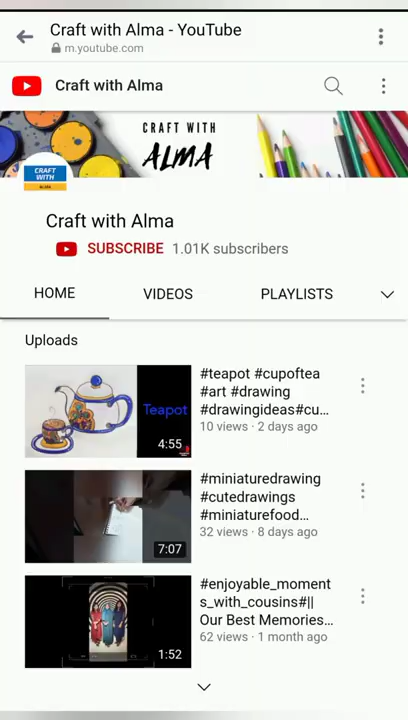 Craft with Alma - YouTube
m.youtube.com
Craft with Alma
CRAFT WITH
ALMA
CRAFT
WITH
ALMA
Craft with Alma
SUBSCRIBE 1.01K subscribers
HOME VIDEOS PLAYLISTS
Uploads
Teapot
4:55
#teapot #cupoftea
#art #drawing
#drawingideas#cu...
10 views · 2 days ago
7:07
#miniaturedrawing
#cutedrawings
#miniaturefood...
32 views · 8 days ago
1:52
#enjoyable_moment
s_with_cousins#||
Our Best Memories...
62 views · 1 month ago